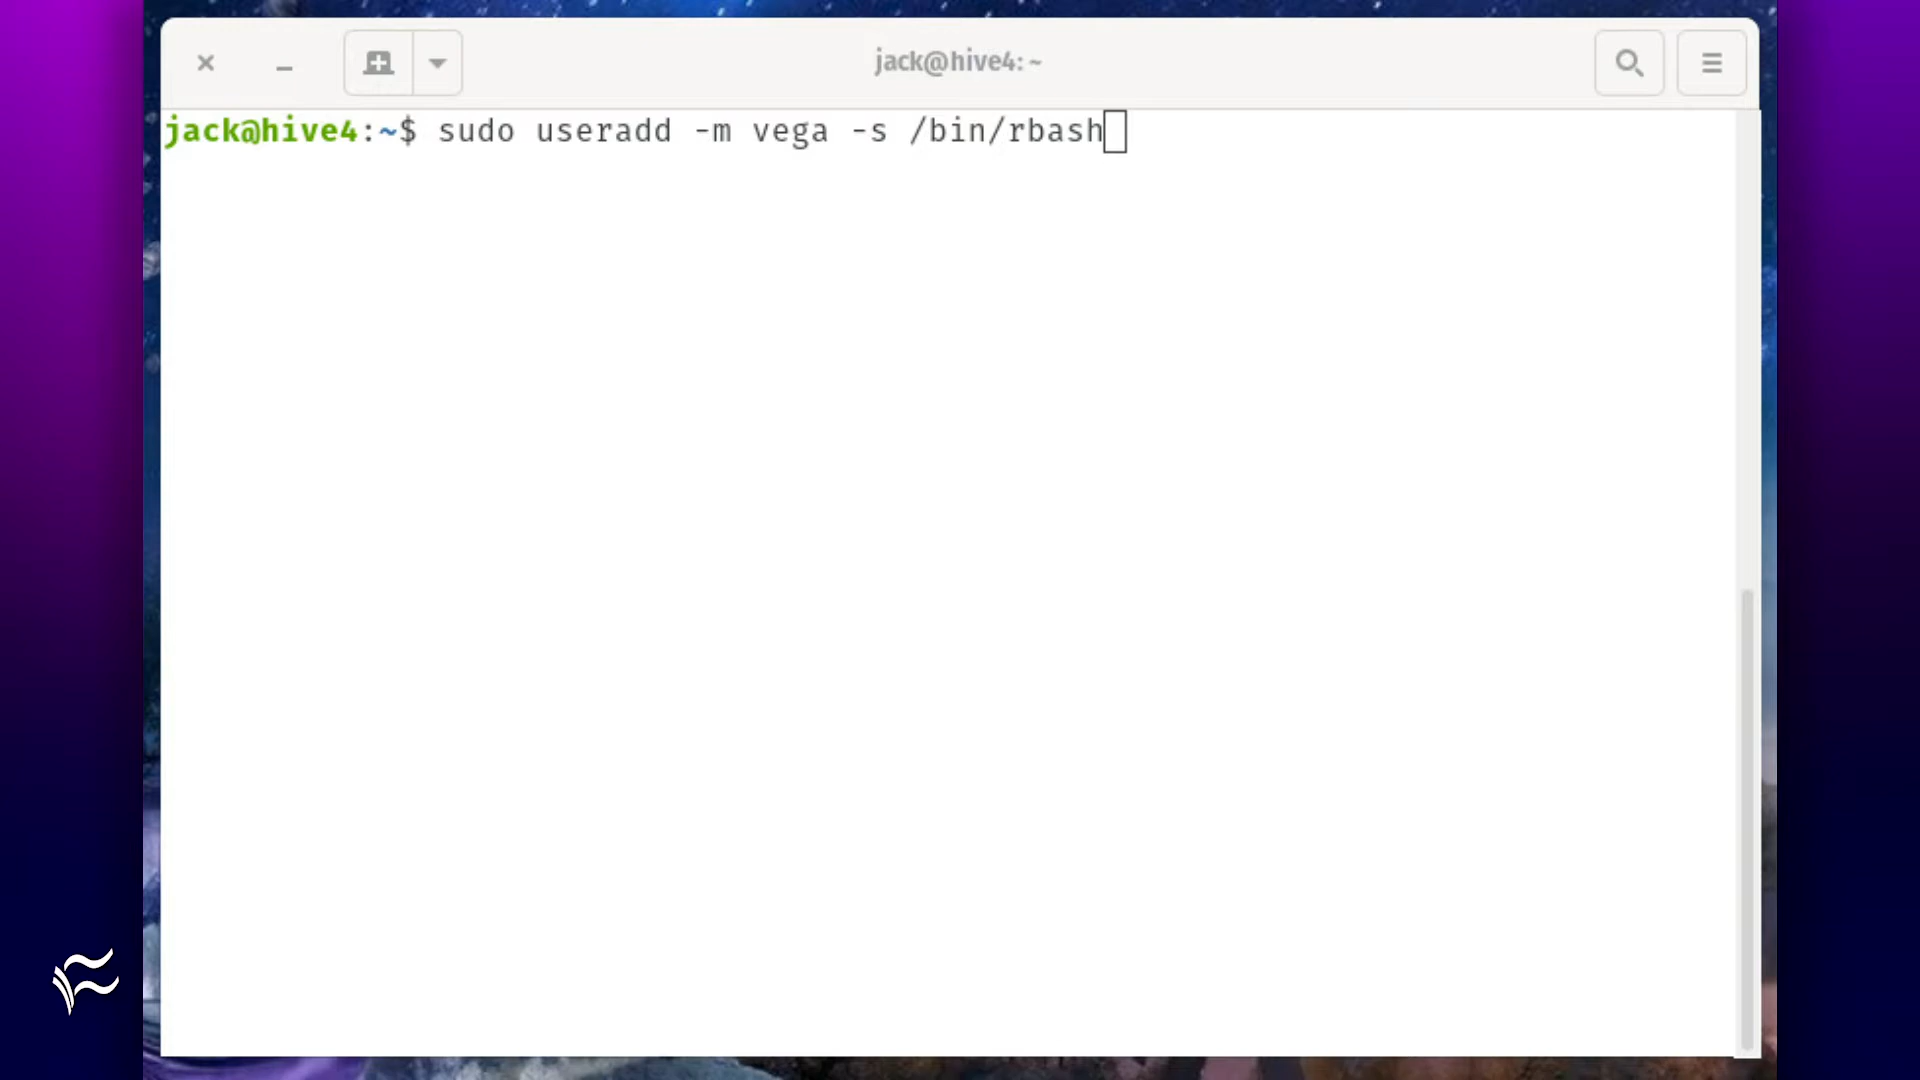 jack@hive4: ~
jack@hive4:~$ sudo useradd -m vega -s /bin/rbash